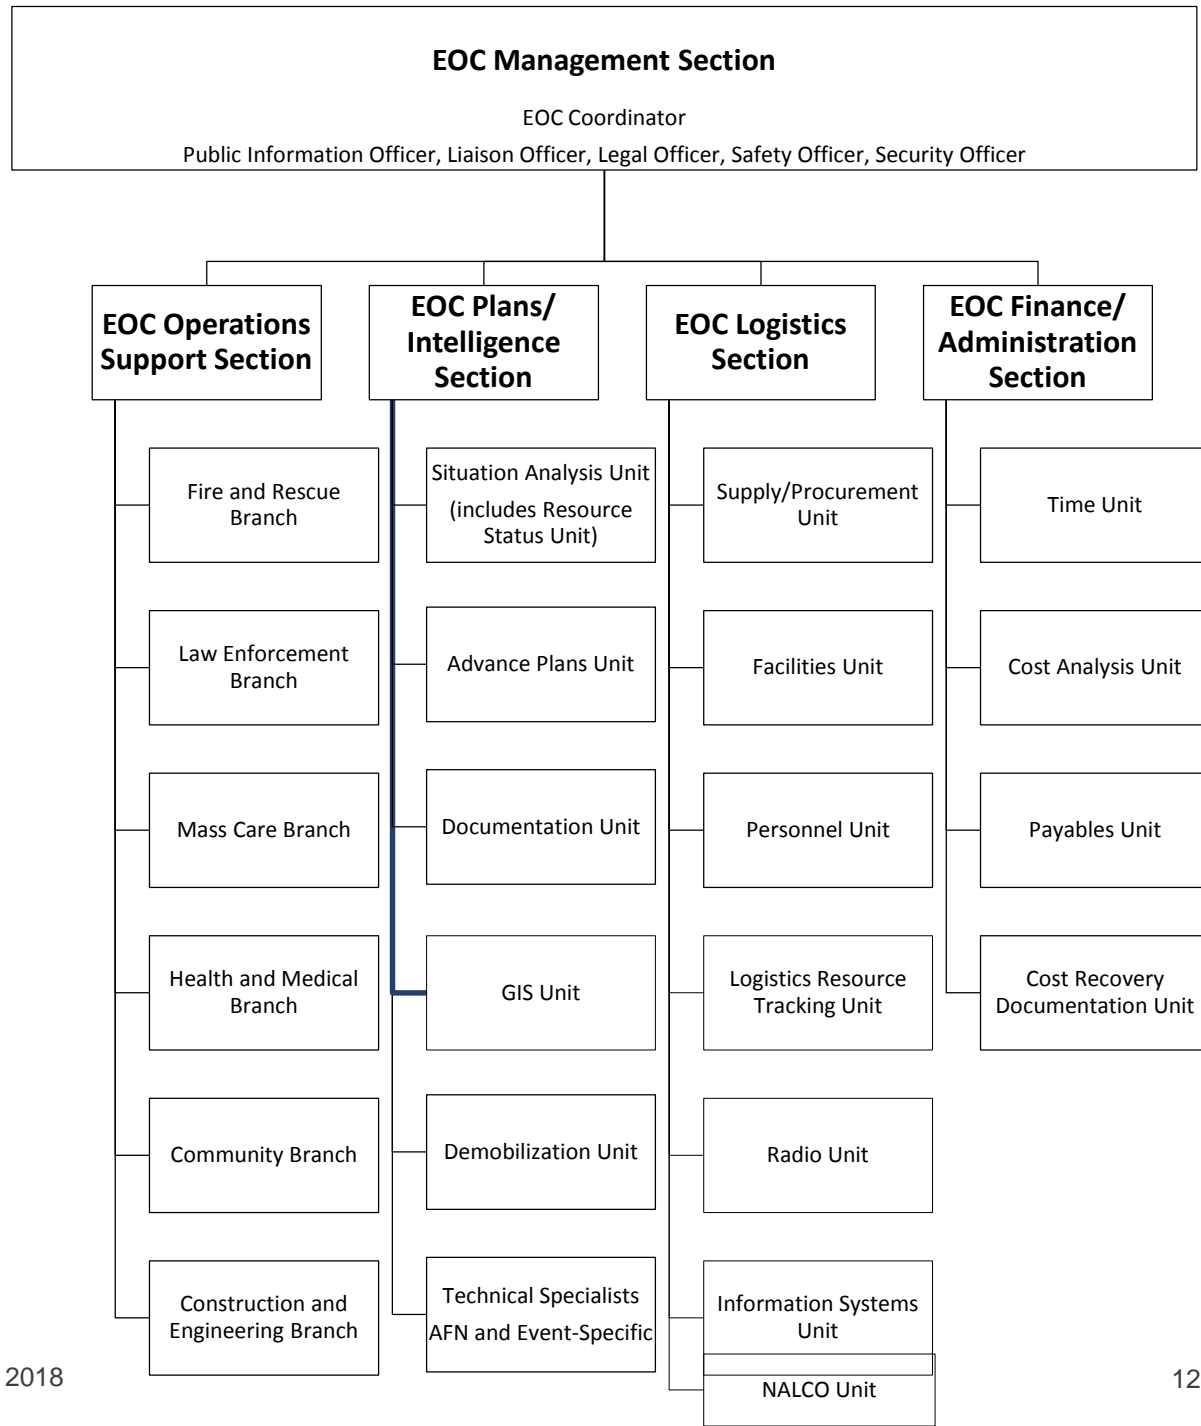 EOC Management Section
EOC Coordinator
Public Information Officer, Liaison Officer, Legal Officer, Safety Officer, Security Officer
EOC Operations
Support Section
Fire and Rescue
Branch
Law Enforcement
Branch
Mass Care Branch
Health and Medical
Branch
Community Branch
Construction and
Engineering Branch
EOC Plans/
Intelligence
Section
Situation Analysis Unit
(includes Resource
Status Unit)
Advance Plans Unit
Documentation Unit
GIS Unit
Demobilization Unit
Technical Specialists
AFN and Event-Specific
EOC Logistics
Section
Supply/Procurement
Unit
Facilities Unit
Personnel Unit
Logistics Resource
Tracking Unit
Radio Unit
Information Systems
Unit
NALCO Unit
EOC Finance/
Administration
Section
Time Unit
Cost Analysis Unit
Payables Unit
Cost Recovery
Documentation Unit
2018
12